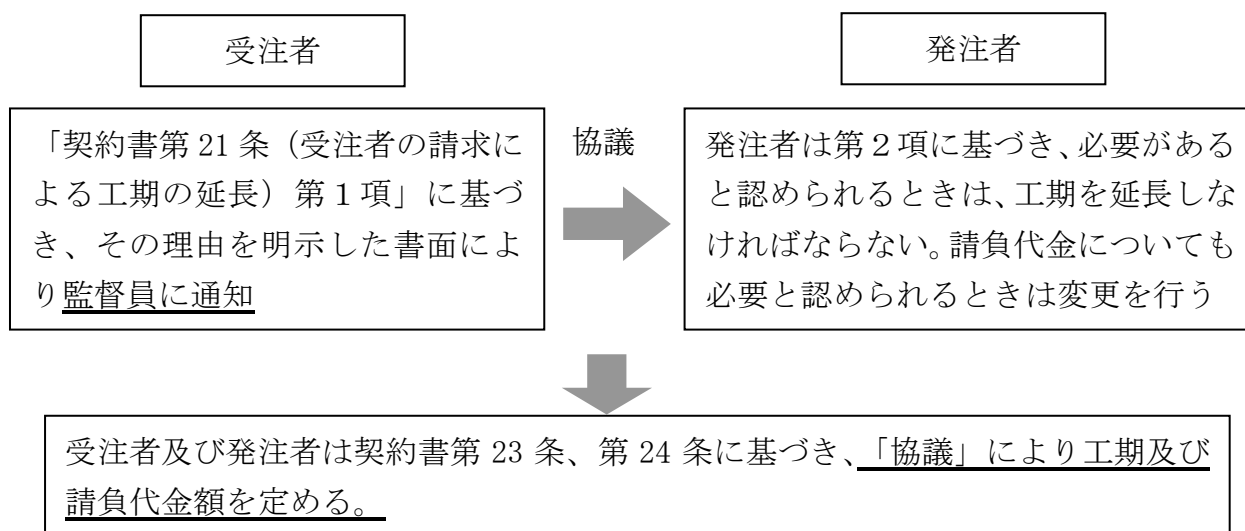 受注者
発注者
「契約書第 21 条（受注者の請求に
よる工期の延長）第１項」に基づ
き、その理由を明示した書面によ
り監督員に通知
協議
発注者は第２項に基づき、必要がある
と認められるときは、工期を延長しな
ければならない。請負代金についても
必要と認められるときは変更を行う
受注者及び発注者は契約書第 23 条、第 24 条に基づき、「協議」により工期及び
請負代金額を定める。